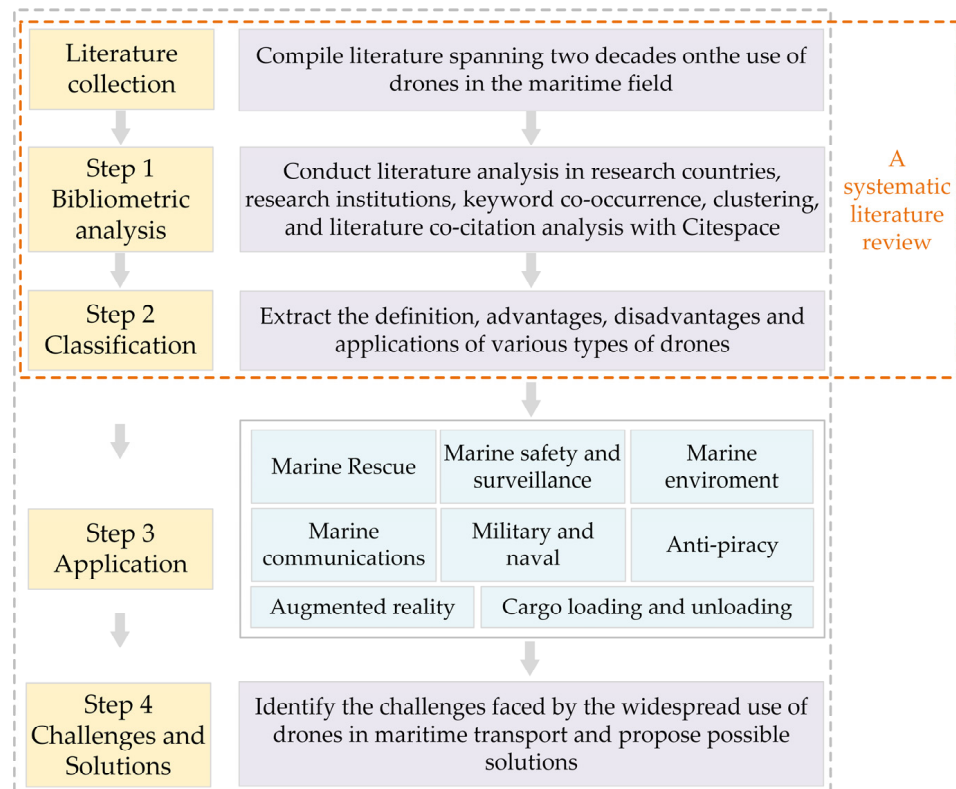 Literature
collection
Compile literature spanning two decades onthe use of
drones in the maritime field
Step 1
Bibliometric
analysis
Conduct literature analysis in research countries,
research institutions, keyword co-occurrence, clustering,
and literature co-citation analysis with Citespace
A
systematic
literature
review
Step 2
Classification
Extract the definition, advantages, disadvantages and
applications of various types of drones
Step 3
Application
Marine Rescue
Marine safety and
surveillance
Marine
enviroment
Marine
communications
Military and
naval
Anti-piracy
Augmented reality
Cargo loading and unloading
Step 4
Challenges and
Solutions
Identify the challenges faced by the widespread use of
drones in maritime transport and propose possible
solutions